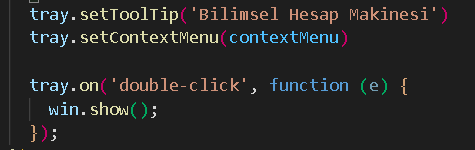 tray.setToolTip('Bilimsel Hesap Makinesi')
tray.setContextMenu(contextMenu)

tray.on('double-click', function (e) {
  win.show();
});